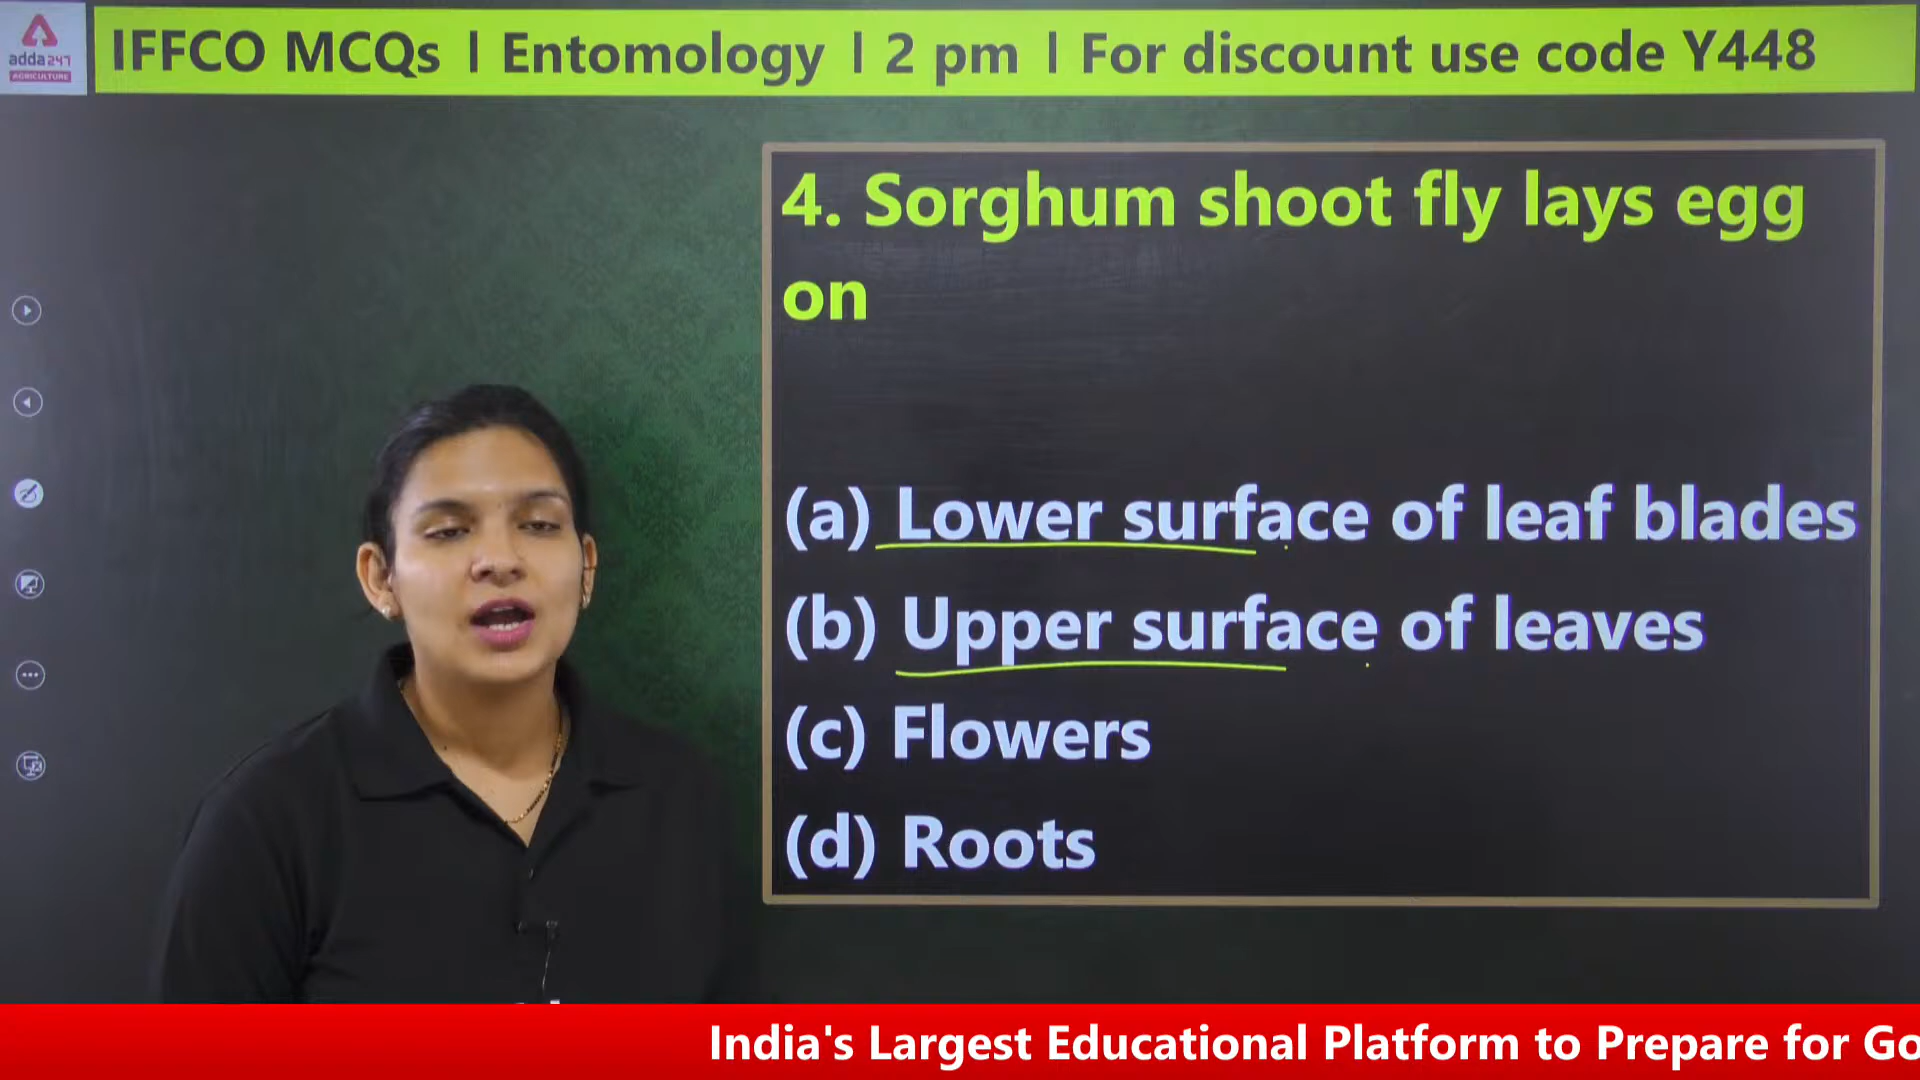 adda247
AGRICULTURE
IFFCO MCQs I Entomology I 2 pm I For discount use code Y448
4. Sorghum shoot fly lays egg
on
(a) Lower surface of leaf blades
(b) Upper surface of leaves
(c) Flowers
(d) Roots
India's Largest Educational Platform to Prepare for Go